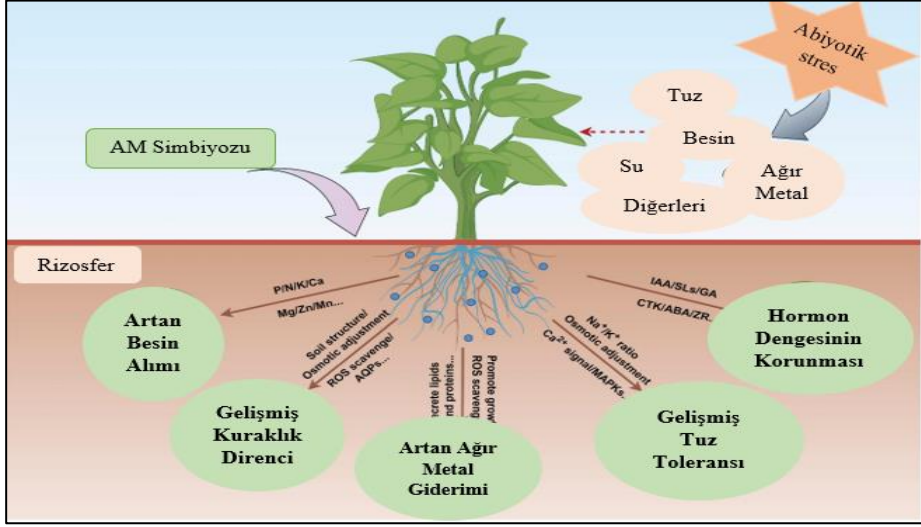 Abiyotik
stres
Tuz
Besin
Su
Ağır
Metal
Diğerleri
AM Simbiyozu
Rizosfer
P/N/K/Ca
Mg/Zn/Mn...
Artan
Besin
Alımı
Soil structure/
Osmotic adjustment
ROS scavenge/
AQPs...
Gelişmiş
Kuraklık
Direnci
lipids
proteins...
Promote
ROS
Artan Ağır
Metal
Giderimi
Na⁺/K⁺ ratio
Osmotic adjustment
Ca²⁺ signal/MAPKs..
Gelişmiş
Tuz
Toleransı
IAA/SLs/GA
CTK/ABA/ZR.
Hormon
Dengesinin
Korunması